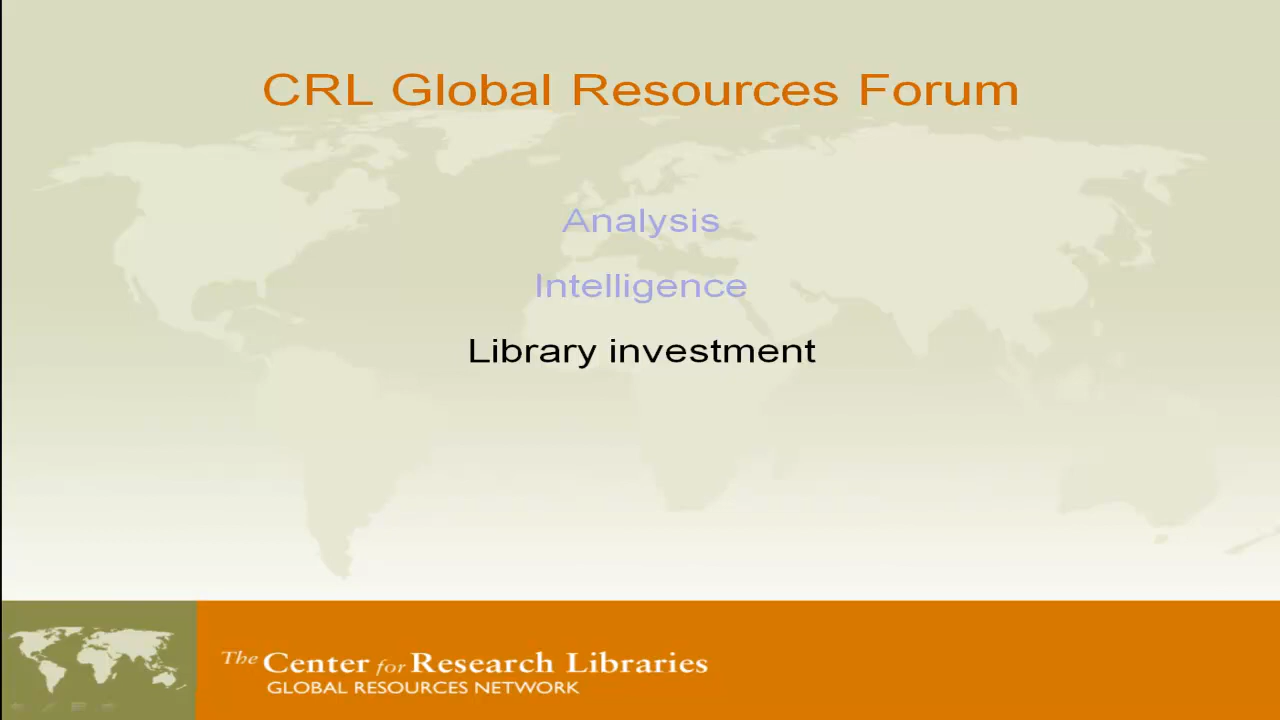 CRL Global Resources Forum
Analysis
Intelligence
Library investment
The Center for Research Libraries
GLOBAL RESOURCES NETWORK